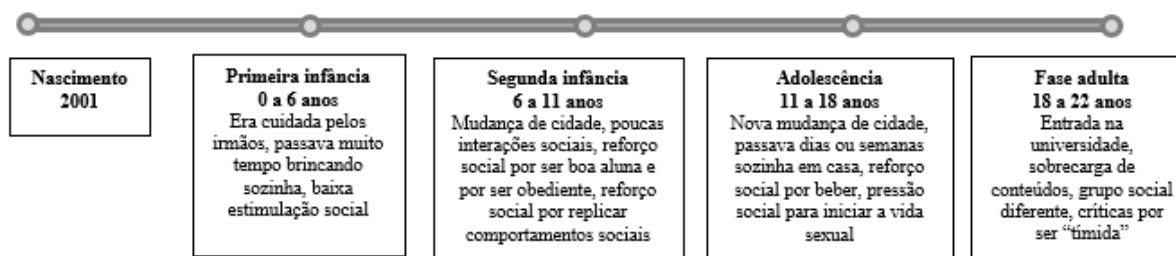 Nascimento
2001
Primeira infância
0 a 6 anos
Era cuidada pelos
irmãos, passava muito
tempo brincando
sozinha, baixa
estimulação social
Segunda infância
6 a 11 anos
Mudança de cidade, poucas
interações sociais, reforço
social por ser boa aluna e
por ser obediente, reforço
social por replicar
comportamentos sociais
Adolescência
11 a 18 anos
Nova mudança de cidade,
passava dias ou semanas
sozinha em casa, reforço
social por beber, pressão
social para iniciar a vida
sexual
Fase adulta
18 a 22 anos
Entrada na
universidade,
sobrecarga de
conteúdos, grupo social
diferente, críticas por
ser “tímida”